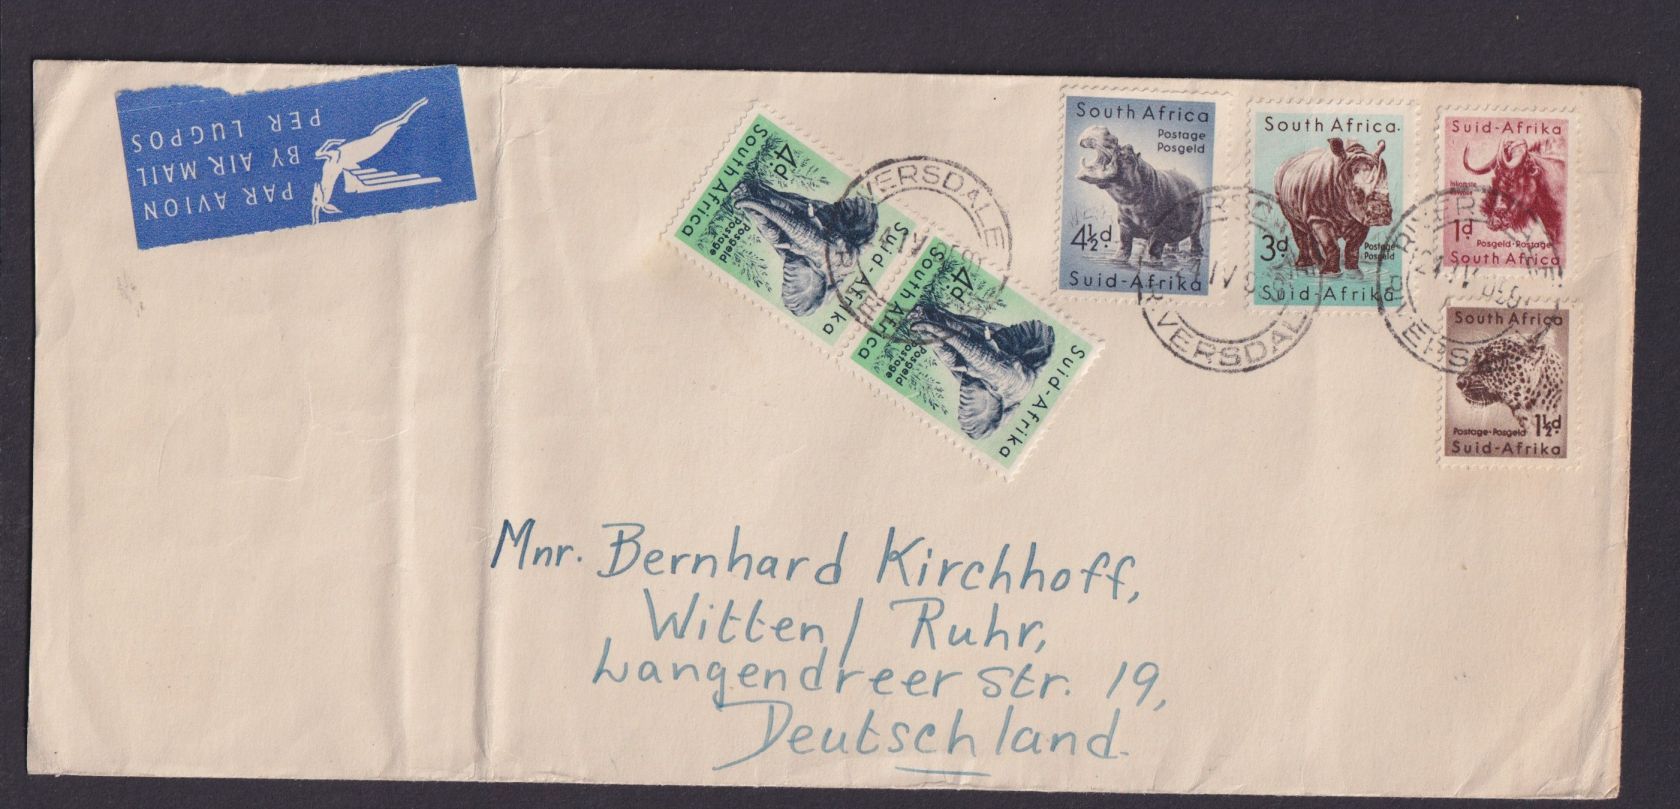 PAR AVION
BY AIR MAIL
PER LUGPOS
South Africa
4d.
Posgeld
Postage
Suid-Afrika
South Africa
4d.
Posgeld
Postage
Suid-Afrika
VERSDALE
South Africa
Postage
Posgeld
4½d
Suid-Afrika
IV
VERSDAL
South Africa
3d
Postage
Posgeld
Suid-Afrika
Suid-Afrika
1d
Posgeld·Postage
South Africa
IV
South Africa
Postage·Posgeld
1½d
Suid-Afrika
Mnr. Bernhard Kirchhoff,
Witten/ Ruhr,
Langendreer Str. 19,
Deutschland.